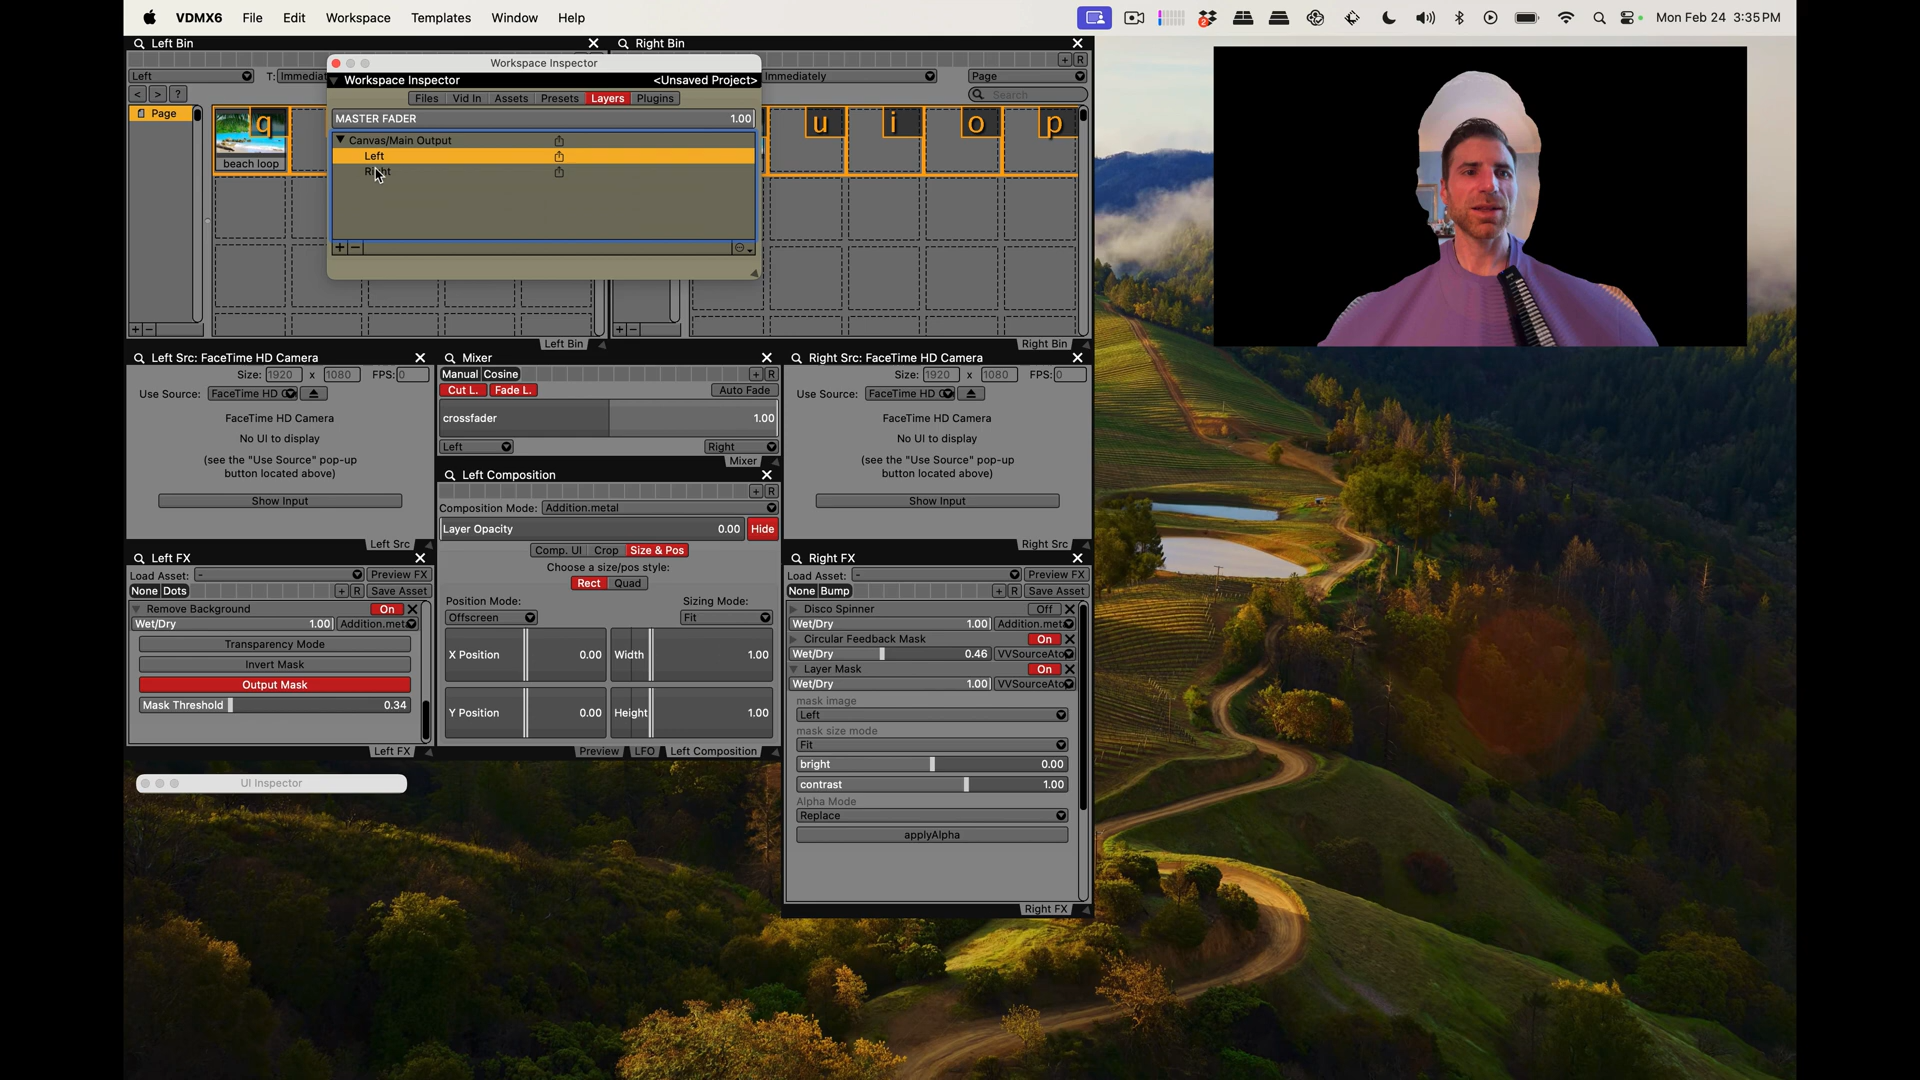 VDMX6 File Edit Workspace Templates Window Help
2
Mon Feb 24 3:35 PM
Left Bin
Right Bin
Workspace Inspector
Workspace Inspector <Unsaved Project>
Files Vid In Assets Presets Layers Plugins
MASTER FADER 1.00
Canvas/Main Output
Left
Right
+ −
Left
T: Immediately
Page
+ R
< > ?
Search
Page
q
beach loop
u i o p
+ −
+ −
Left Bin
Right Bin
Left Src: FaceTime HD Camera
Size: 1920 x 1080 FPS: 0
Use Source: FaceTime HD C
FaceTime HD Camera
No UI to display
(see the "Use Source" pop-up
button located above)
Show Input
Left Src
Mixer
Manual Cosine + R
Cut L. Fade L. Auto Fade
crossfader 1.00
Left Right
Mixer
Right Src: FaceTime HD Camera
Size: 1920 x 1080 FPS: 0
Use Source: FaceTime HD C
FaceTime HD Camera
No UI to display
(see the "Use Source" pop-up
button located above)
Show Input
Right Src
Left Composition
+ R
Composition Mode: Addition.metal
Layer Opacity 0.00 Hide
Comp. UI Crop Size & Pos
Choose a size/pos style:
Rect Quad
Position Mode: Sizing Mode:
Offscreen Fit
X Position 0.00 Width 1.00
Y Position 0.00 Height 1.00
Preview LFO Left Composition
Left FX
Load Asset: - Preview FX
None Dots + R Save Asset
Remove Background On
Wet/Dry 1.00 Addition.meta
Transparency Mode
Invert Mask
Output Mask
Mask Threshold 0.34
Left FX
UI Inspector
Right FX
Load Asset: - Preview FX
None Bump + R Save Asset
Disco Spinner Off
Wet/Dry 1.00 Addition.meta
Circular Feedback Mask On
Wet/Dry 0.46 VVSourceAto
Layer Mask On
Wet/Dry 1.00 VVSourceAto
mask image
Left
mask size mode
Fit
bright 0.00
contrast 1.00
Alpha Mode
Replace
applyAlpha
Right FX